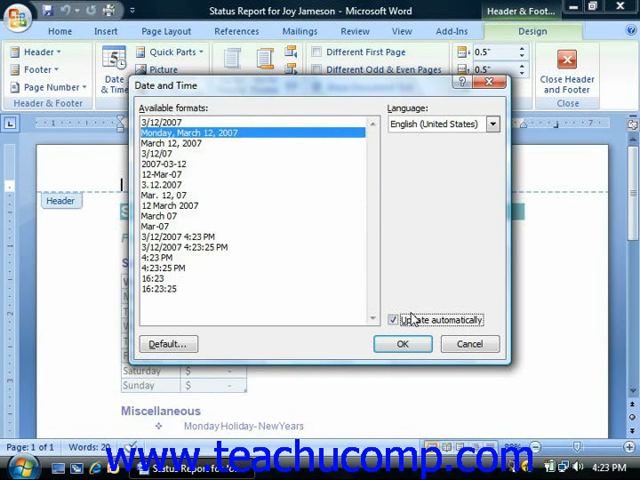 Status Report for Joy Jameson - Microsoft Word
Header & Foot...
Home
Insert
Page Layout
References
Mailings
Review
View
Add-Ins
Design
Header
Footer
Page Number
Header & Footer
Date & Time
Quick Parts
Picture
Different First Page
Different Odd & Even Pages
0.5"
0.5"
Close Header and Footer
Close
Date and Time
Available formats:
3/12/2007
Monday, March 12, 2007
March 12, 2007
3/12/07
2007-03-12
12-Mar-07
3.12.2007
Mar. 12, 07
12 March 2007
March 07
Mar-07
3/12/2007 4:23 PM
3/12/2007 4:23:25 PM
4:23 PM
4:23:25 PM
16:23
16:23:25
Language:
English (United States)
Update automatically
Default...
OK
Cancel
Header
Saturday $ -
Sunday $ -
Miscellaneous
Monday Holiday- New Years
Page: 1 of 1
Words: 20
88%
www.teachucomp.com
Status Report for Jo
4:23 PM